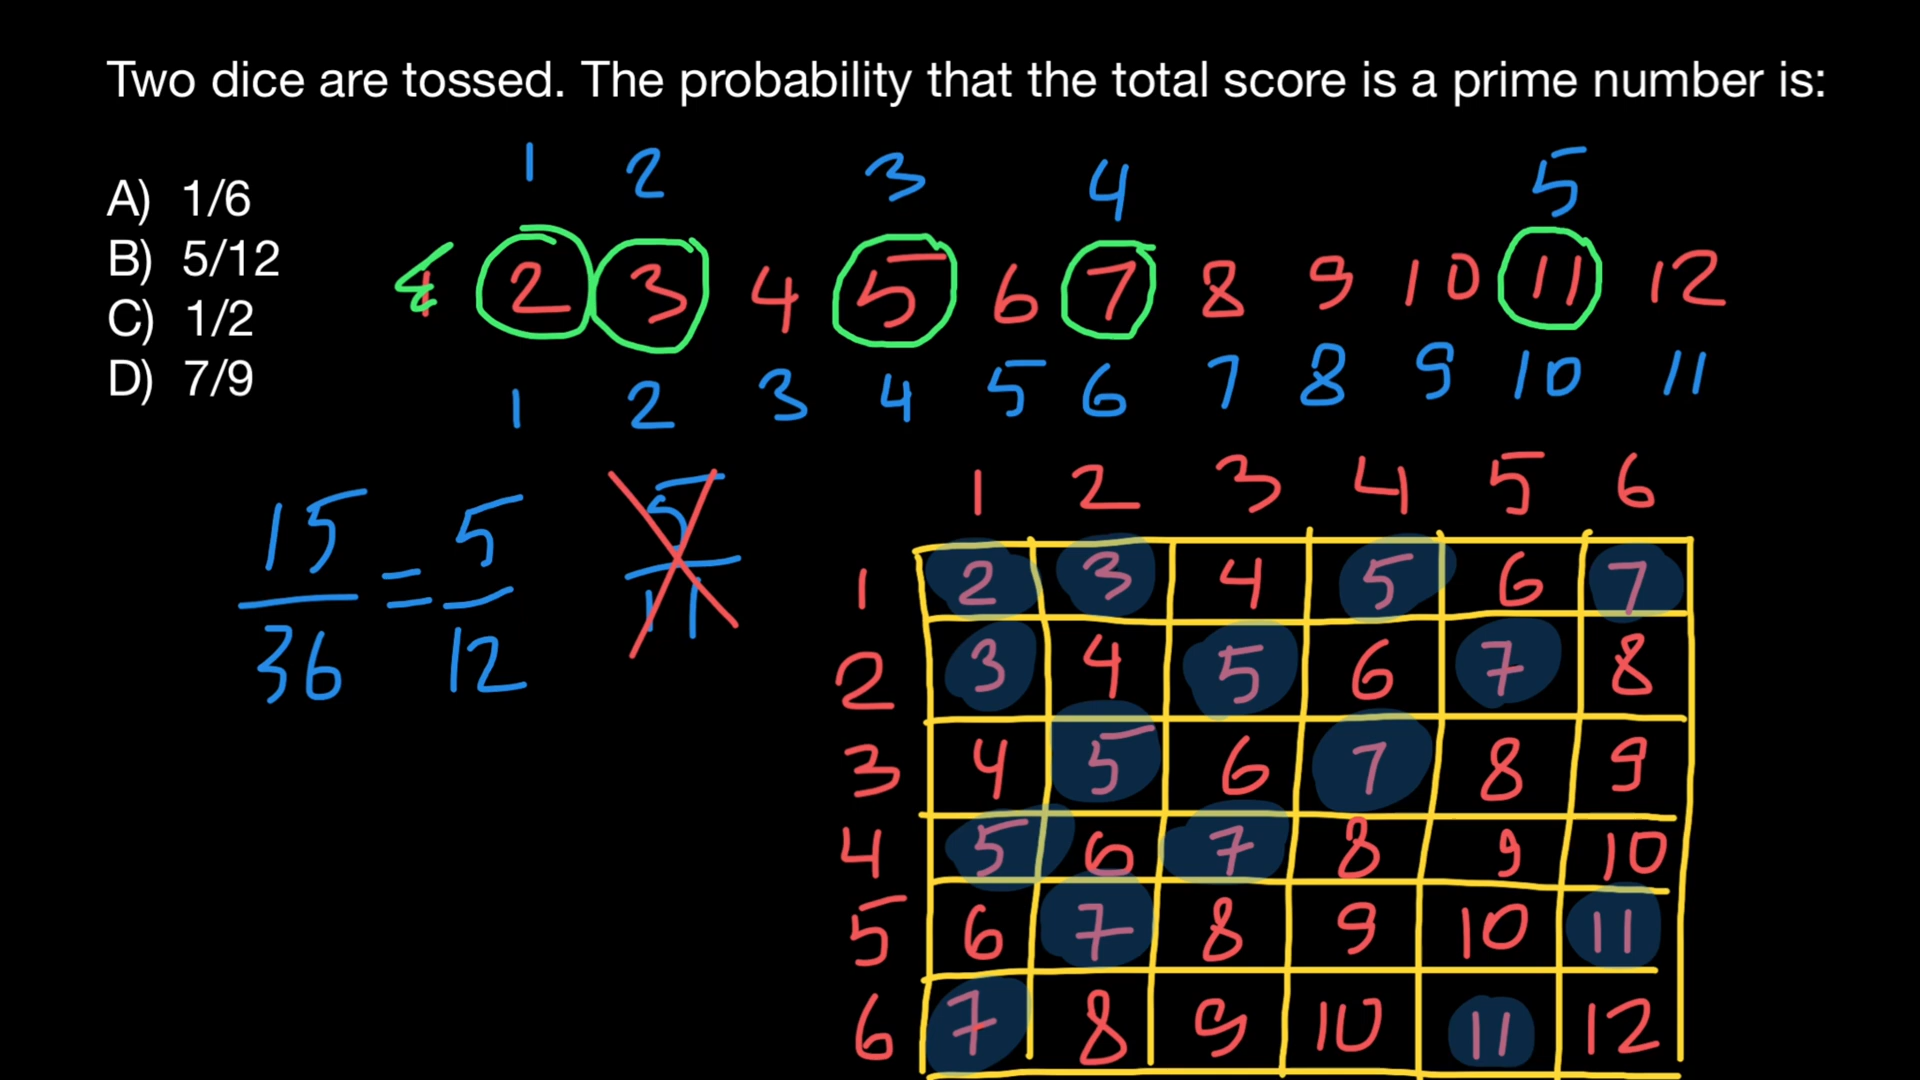 Two dice are tossed. The probability that the total score is a prime number is:
A) 1/6
B) 5/12
C) 1/2
D) 7/9
1 2 3 4 5
1 2 3 4 5 6 7 8 9 10 11 12
1 2 3 4 5 6 7 8 9 10 11
15/36 = 5/12
5/11
1 2 3 4 5 6
1 2 3 4 5 6 7
2 3 4 5 6 7 8
3 4 5 6 7 8 9
4 5 6 7 8 9 10
5 6 7 8 9 10 11
6 7 8 9 10 11 12